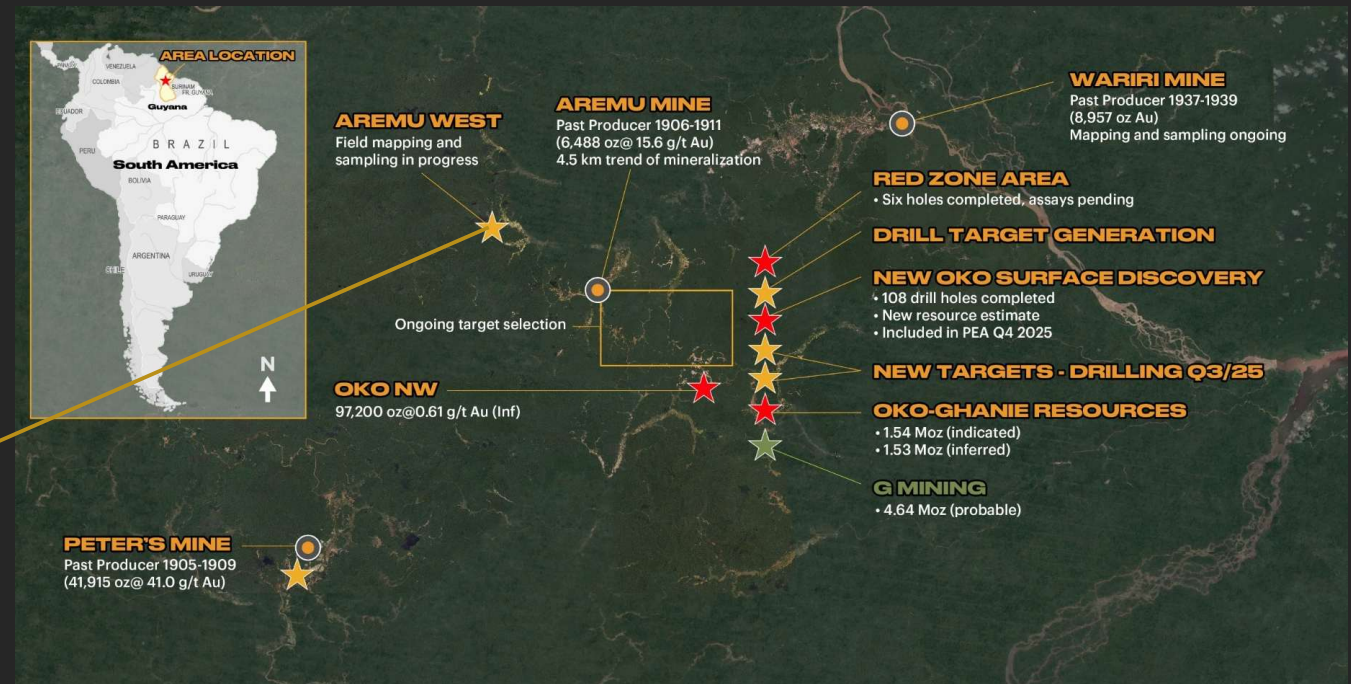 AREA LOCATION
VENEZUELA
COLOMBIA
SURINAM
FR. GUYANA
Guyana
ECUADOR
BRAZIL
PERU
South America
BOLIVIA
PARAGUAY
ARGENTINA
CHILE
URUGUAY
N
AREMU WEST
Field mapping and
sampling in progress
AREMU MINE
Past Producer 1906-1911
(6,488 oz@ 15.6 g/t Au)
4.5 km trend of mineralization
WARIRI MINE
Past Producer 1937-1939
(8,957 oz Au)
Mapping and sampling ongoing
RED ZONE AREA
• Six holes completed, assays pending
DRILL TARGET GENERATION
NEW OKO SURFACE DISCOVERY
• 108 drill holes completed
• New resource estimate
• Included in PEA Q4 2025
Ongoing target selection
NEW TARGETS - DRILLING Q3/25
OKO NW
97,200 oz@0.61 g/t Au (Inf)
OKO-GHANIE RESOURCES
• 1.54 Moz (indicated)
• 1.53 Moz (inferred)
G MINING
• 4.64 Moz (probable)
PETER'S MINE
Past Producer 1905-1909
(41,915 oz@ 41.0 g/t Au)